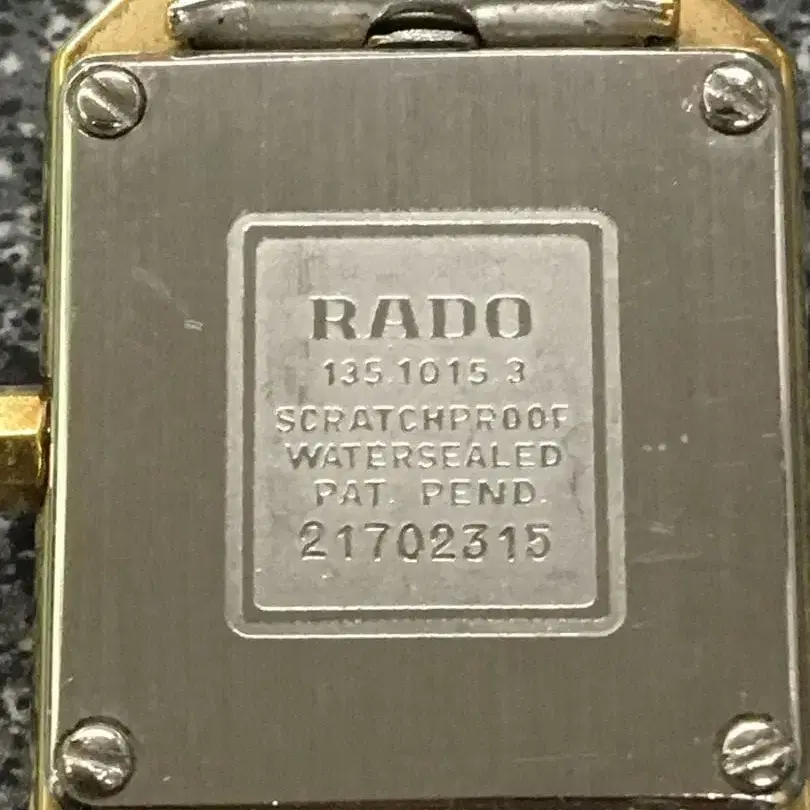 RADO
135.1015.3
SCRATCHPROOF
WATERSEALED
PAT. PEND.
21702315